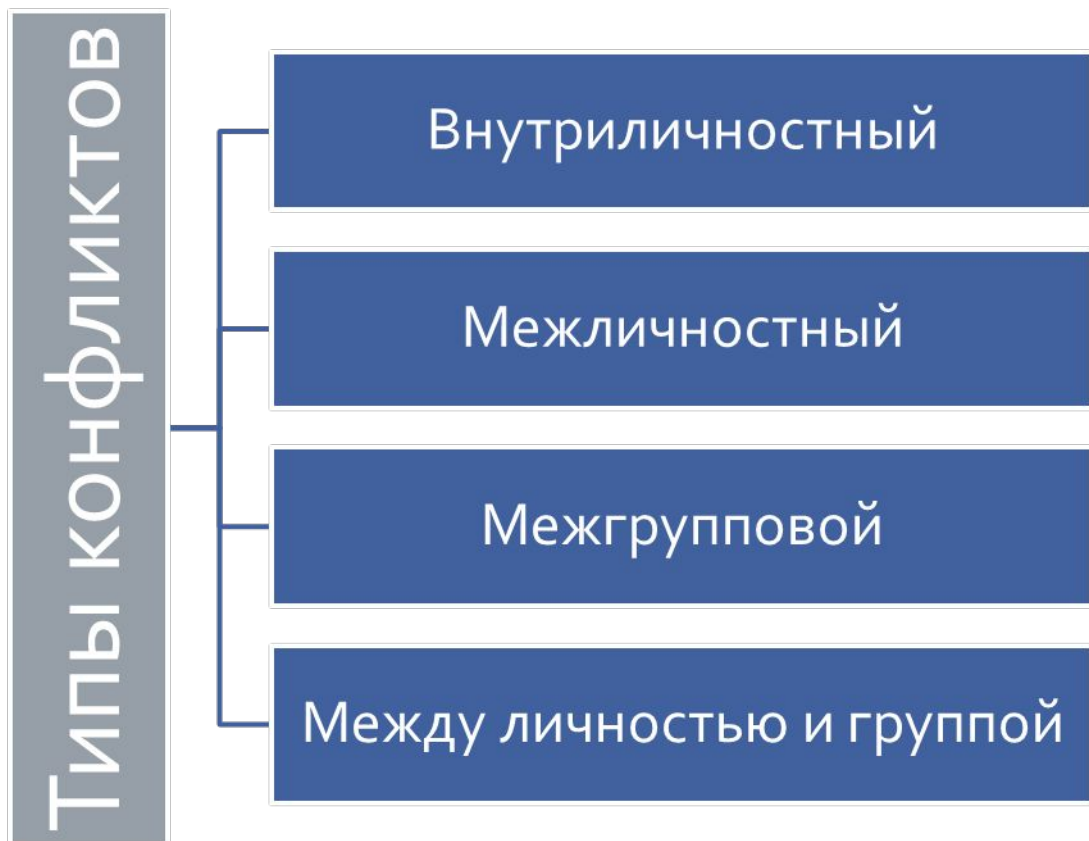 Типы конфликтов
Внутриличностный
Межличностный
Межгрупповой
Между личностью и группой